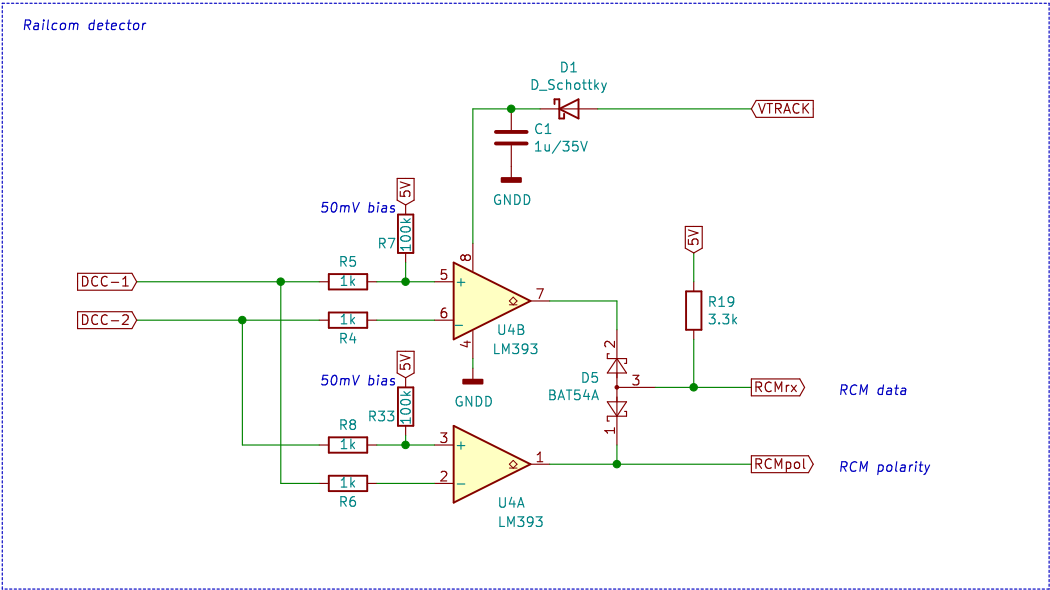 Railcom detector
D1
D_Schottky
VTRACK
C1
1u/35V
GNDD
5V
50mV bias
R7
100k
8
5V
DCC-1
R5
1k
5
+
7
R19
3.3k
DCC-2
1k
R4
6
−
U4B
LM393
4
2
5V
50mV bias
GNDD
D5
BAT54A
3
RCMrx
RCM data
R33
100k
R8
1k
3
+
1
1
RCMpol
RCM polarity
1k
R6
2
−
U4A
LM393